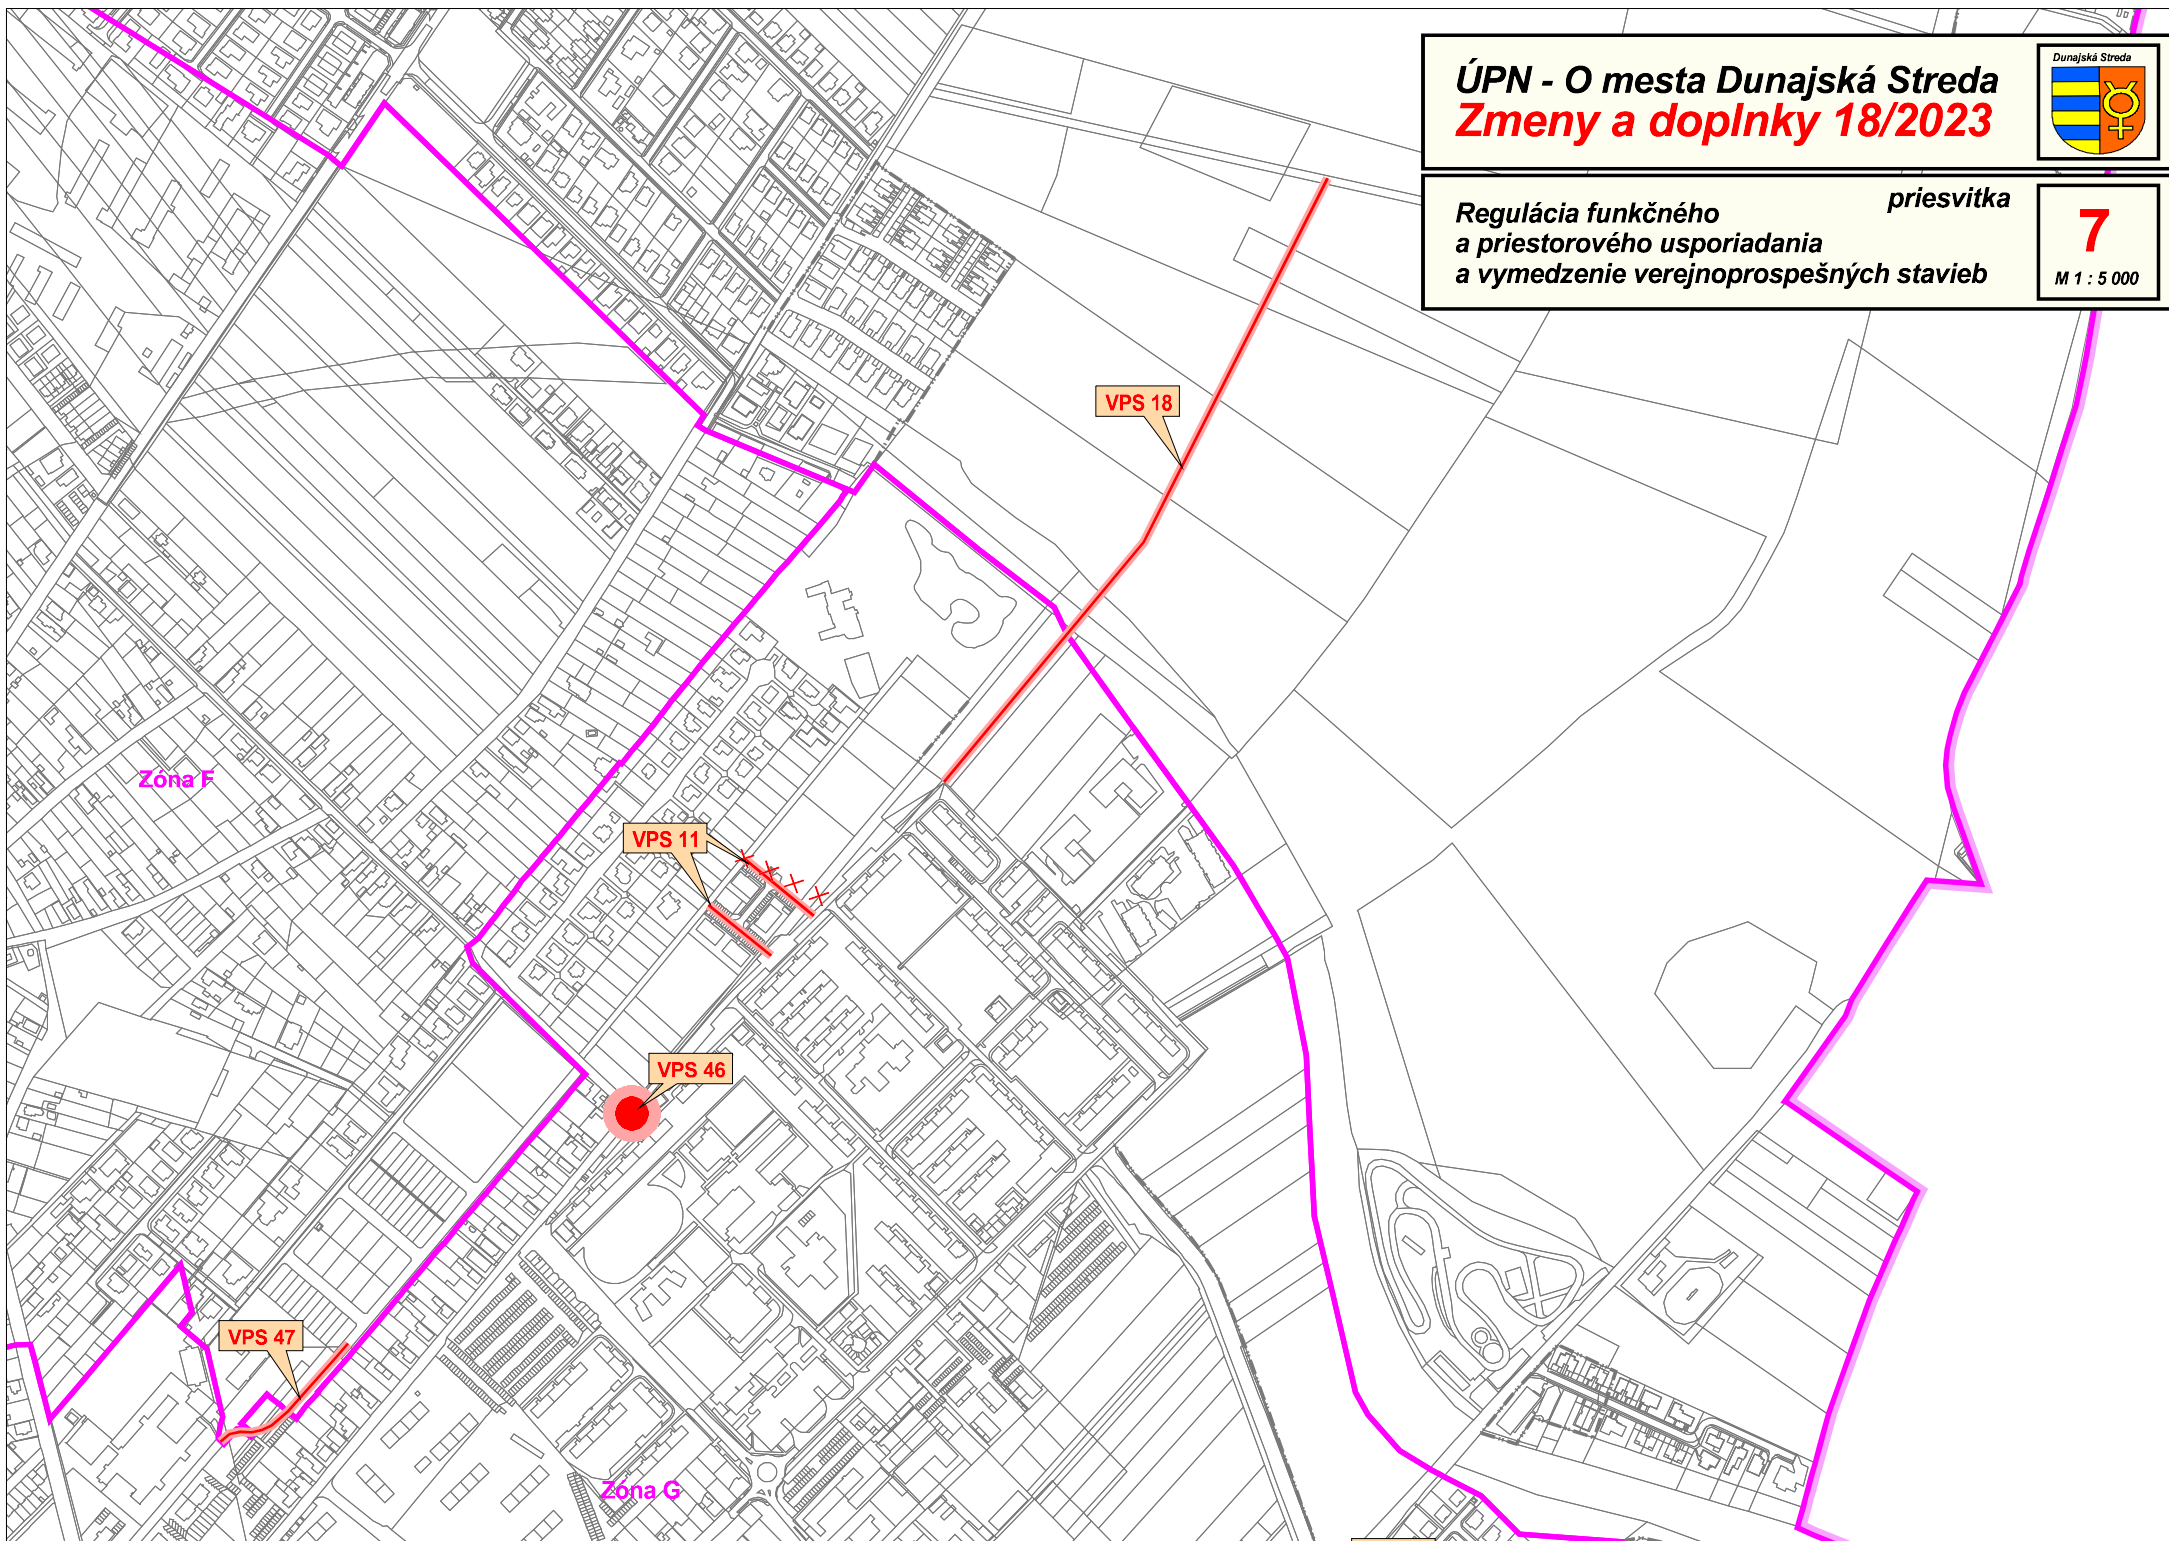 ÚPN - O mesta Dunajská Streda
Zmeny a doplnky 18/2023
Dunajská Streda
priesvitka
Regulácia funkčného
a priestorového usporiadania
a vymedzenie verejnoprospešných stavieb
7
M 1 : 5 000
VPS 18
Zóna F
VPS 11
VPS 46
VPS 47
Zóna G